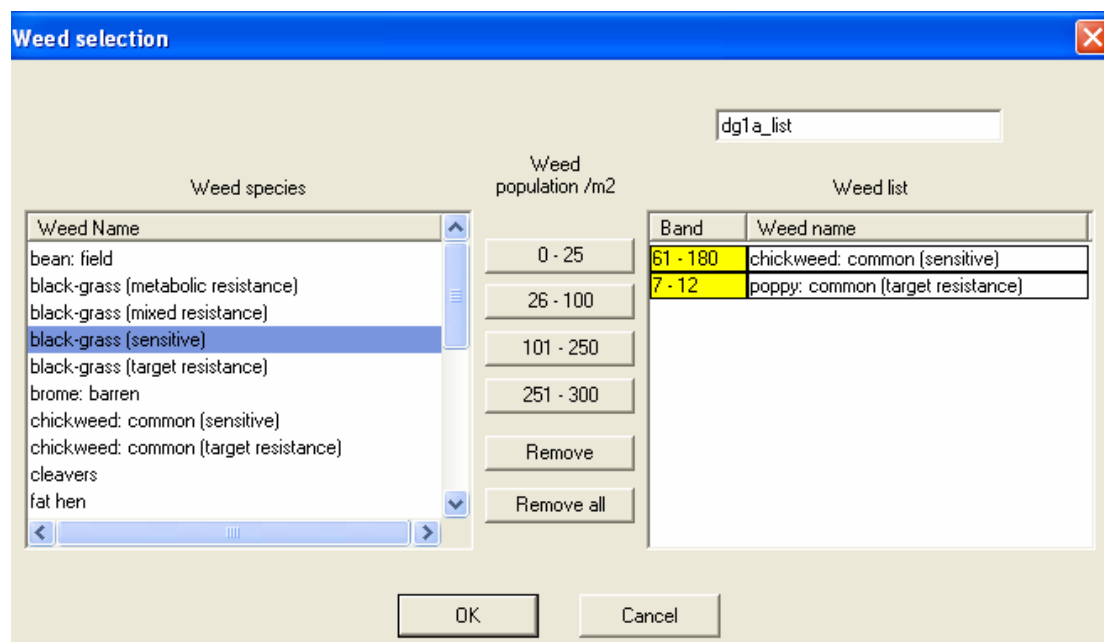 Weed selection
dg1a_list
Weed species
Weed
population /m2
Weed list
Weed Name
bean: field
black-grass (metabolic resistance)
black-grass (mixed resistance)
black-grass (sensitive)
black-grass (target resistance)
brome: barren
chickweed: common (sensitive)
chickweed: common (target resistance)
cleavers
fat hen
0 - 25
26 - 100
101 - 250
251 - 300
Remove
Remove all
Band Weed name
61 - 180 chickweed: common (sensitive)
7 - 12 poppy: common (target resistance)
OK
Cancel